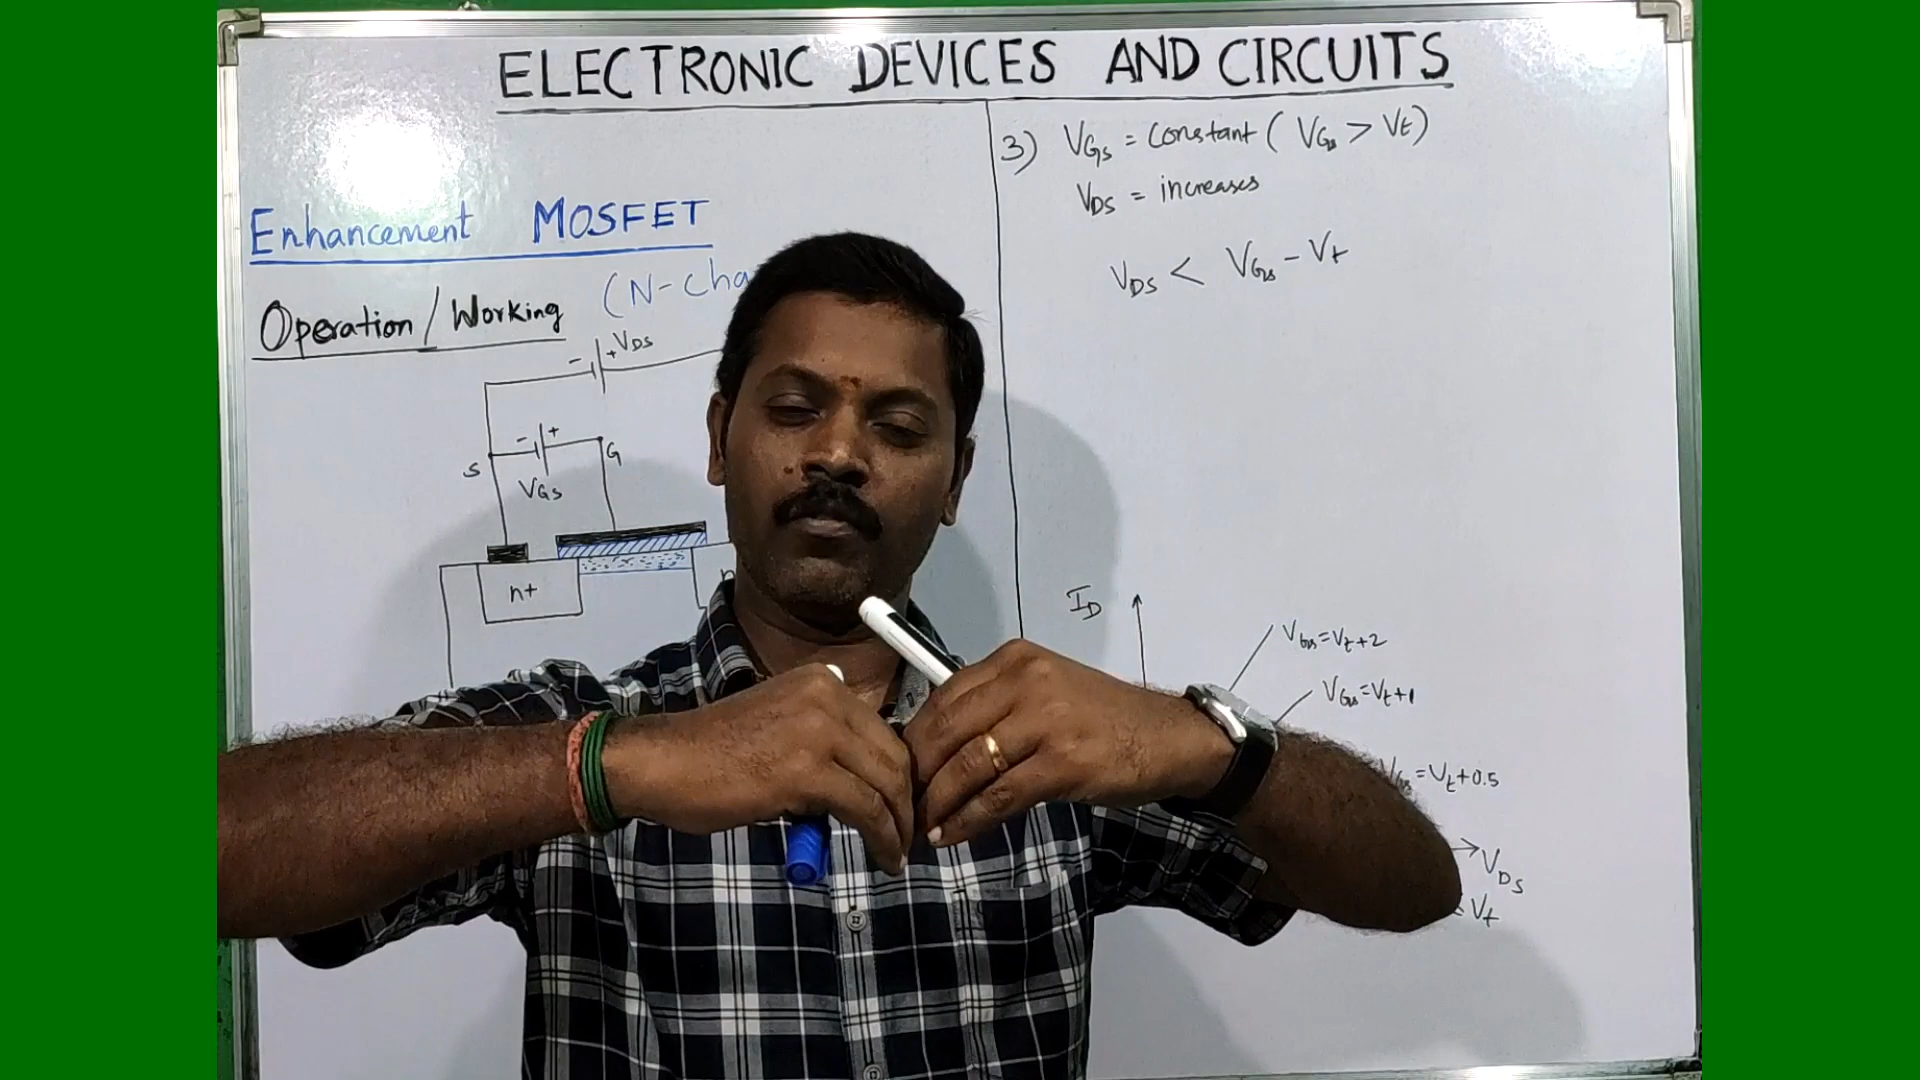 ELECTRONIC DEVICES AND CIRCUITS
Enhancement MOSFET
Operation/Working
- + VDS
- +
S
G
VGS
n+
3) VGS = Constant ( VGS > Vt)
VDS = increases
VDS < VGS - Vt
ID
VGS=Vt+2
VGS=Vt+1
=Vt+0.5
VDS
Vt